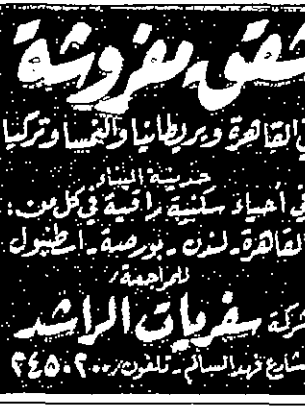 شقق مفروشة
في القاهرة وبريطانيا والنمسا وتركيا
حديثة البناء
في أحياء سكنية راقية في كل من:
القاهرة ـ لندن ـ بورصة ـ اسطنبول
للمراجعة /
شركة سفريات الراشد
شارع فهد السالم ـ تلفون / ٢٤٥٠٢٠٠